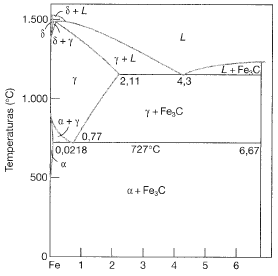 δ + L
1.500
δ
δ + γ
L
γ + L
L + Fe₃C
2,11
4,3
γ
1.000
γ + Fe₃C
α + γ
0,77
0,0218
727°C
6,67
500
α
α + Fe₃C
0
Fe 1 2 3 4 5 6
Temperaturas (°C)